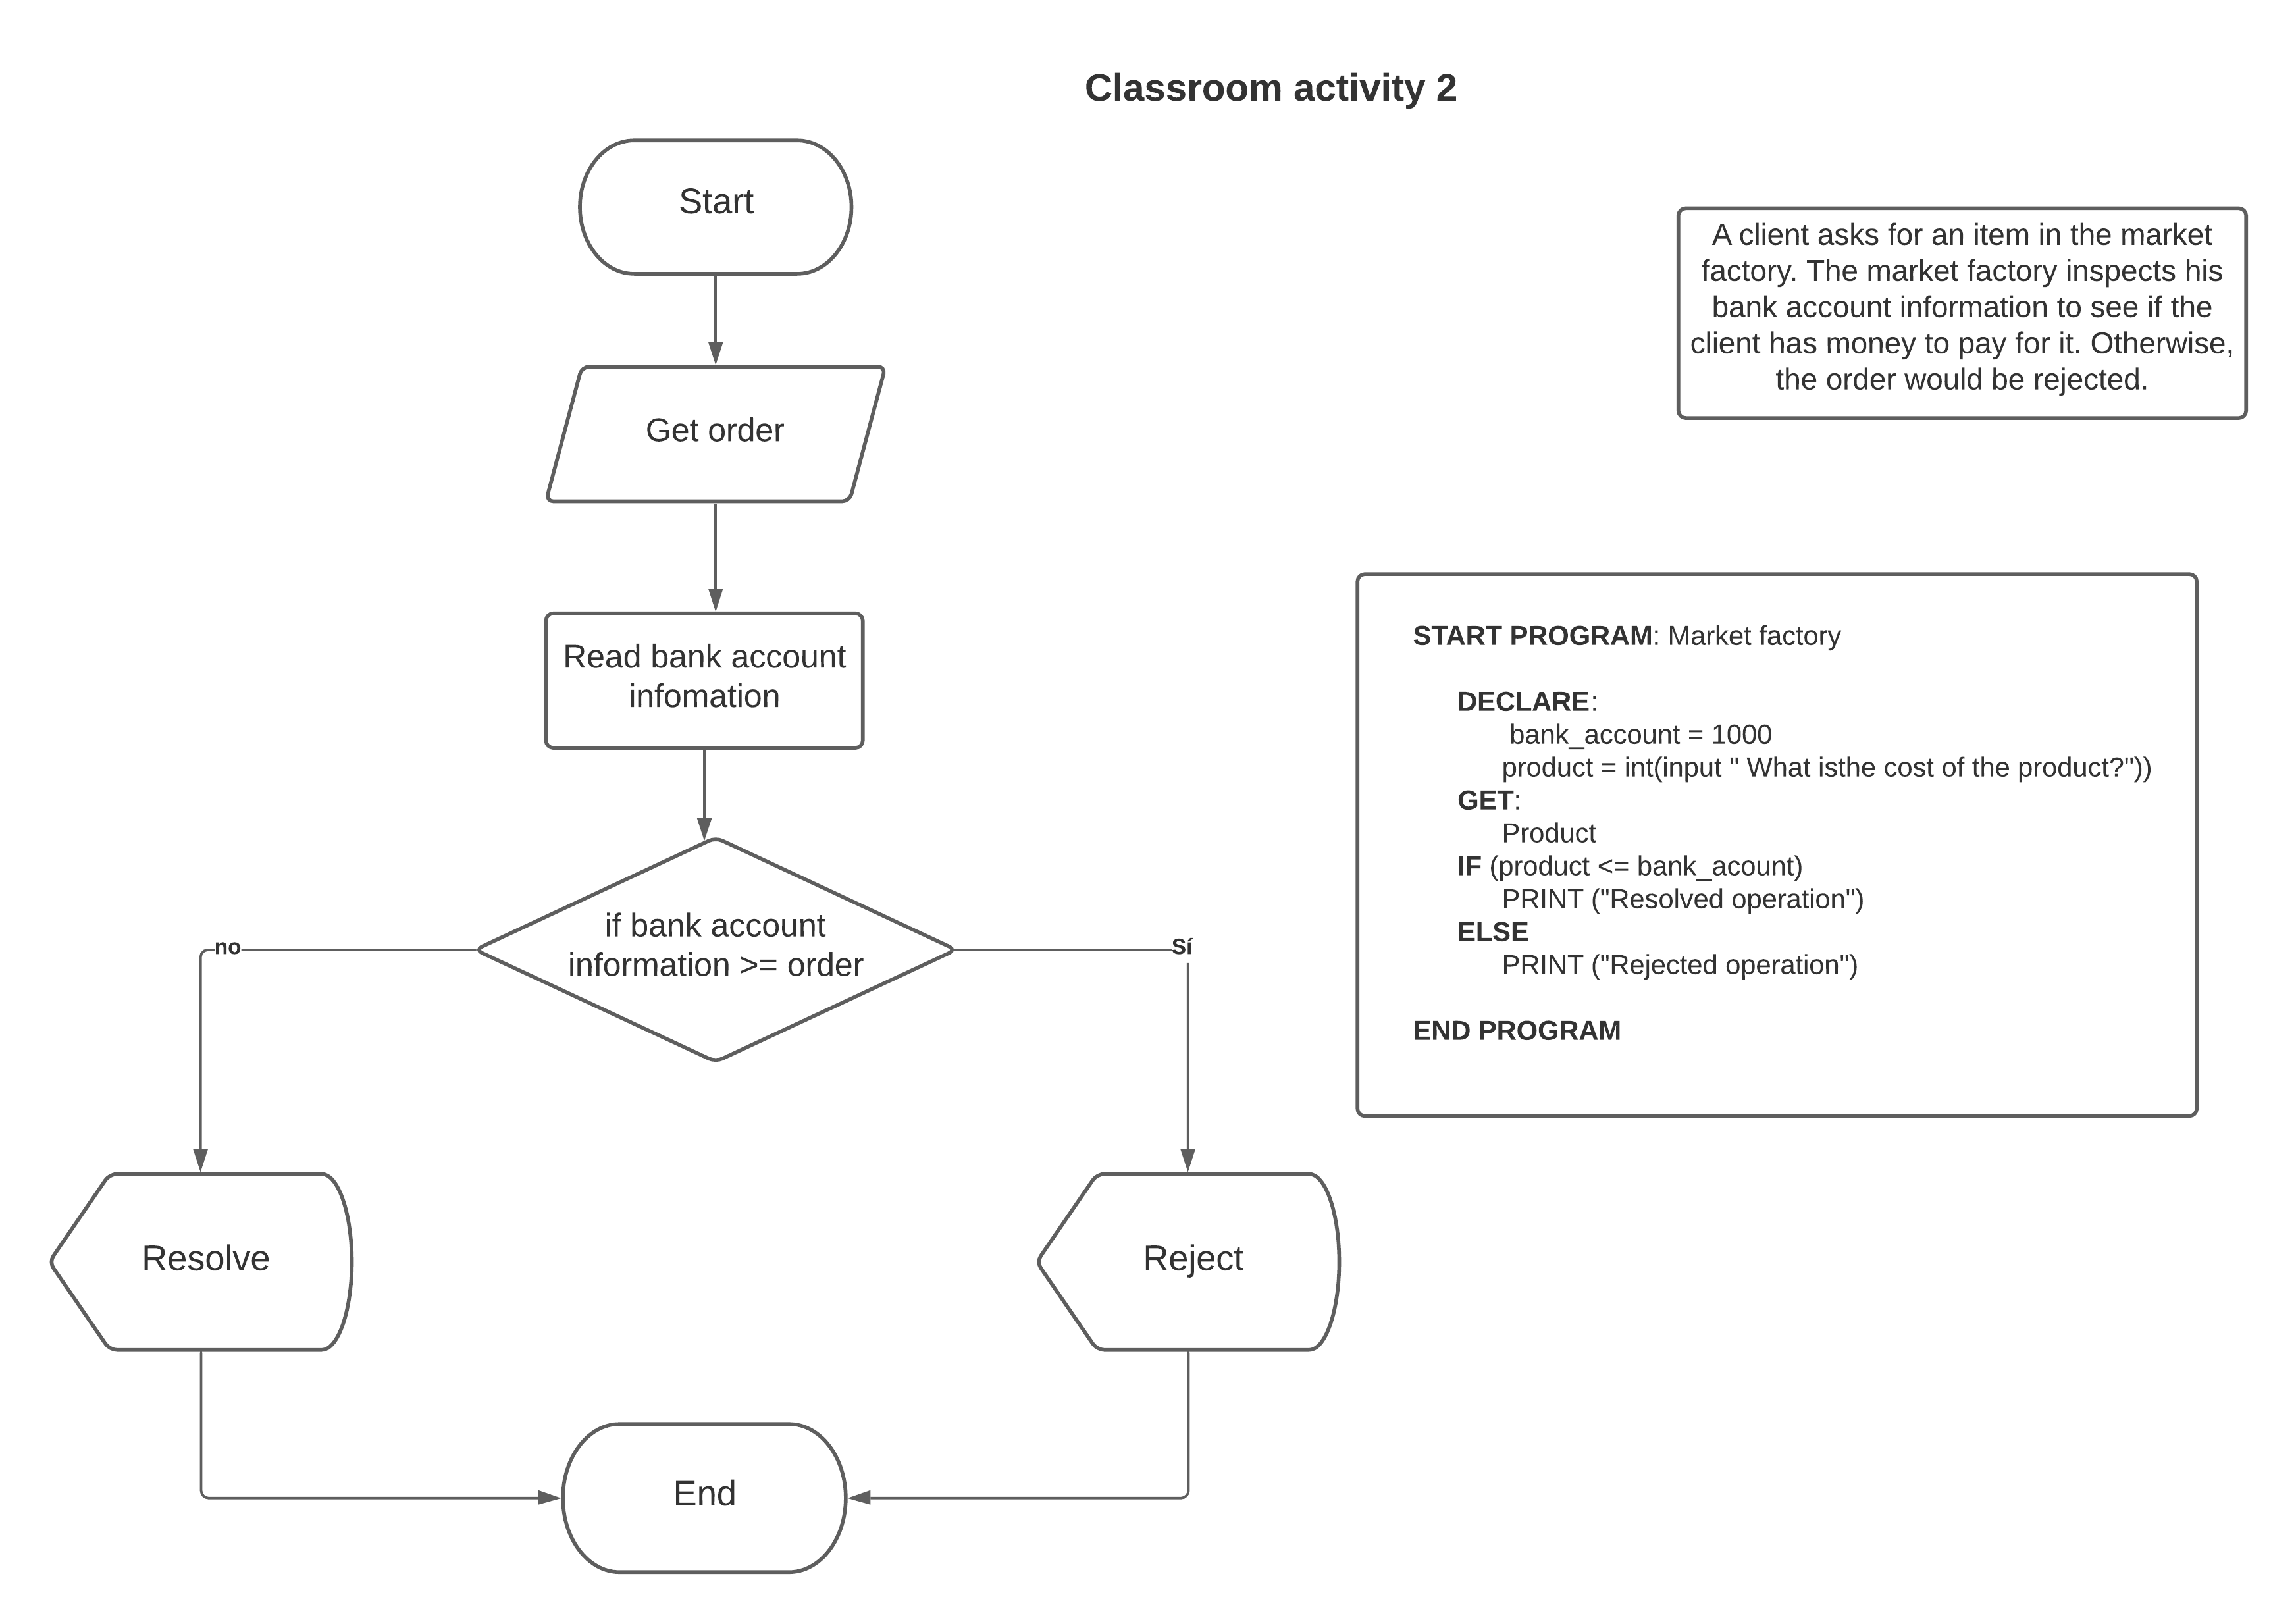 Classroom activity 2
Start
A client asks for an item in the market
factory. The market factory inspects his
bank account information to see if the
client has money to pay for it. Otherwise,
the order would be rejected.
Get order
Read bank account
infomation
START PROGRAM: Market factory
DECLARE:
bank_account = 1000
product = int(input " What isthe cost of the product?"))
GET:
Product
IF (product <= bank_acount)
PRINT ("Resolved operation")
ELSE
PRINT ("Rejected operation")
END PROGRAM
if bank account
information >= order
no
Sí
Resolve
Reject
End